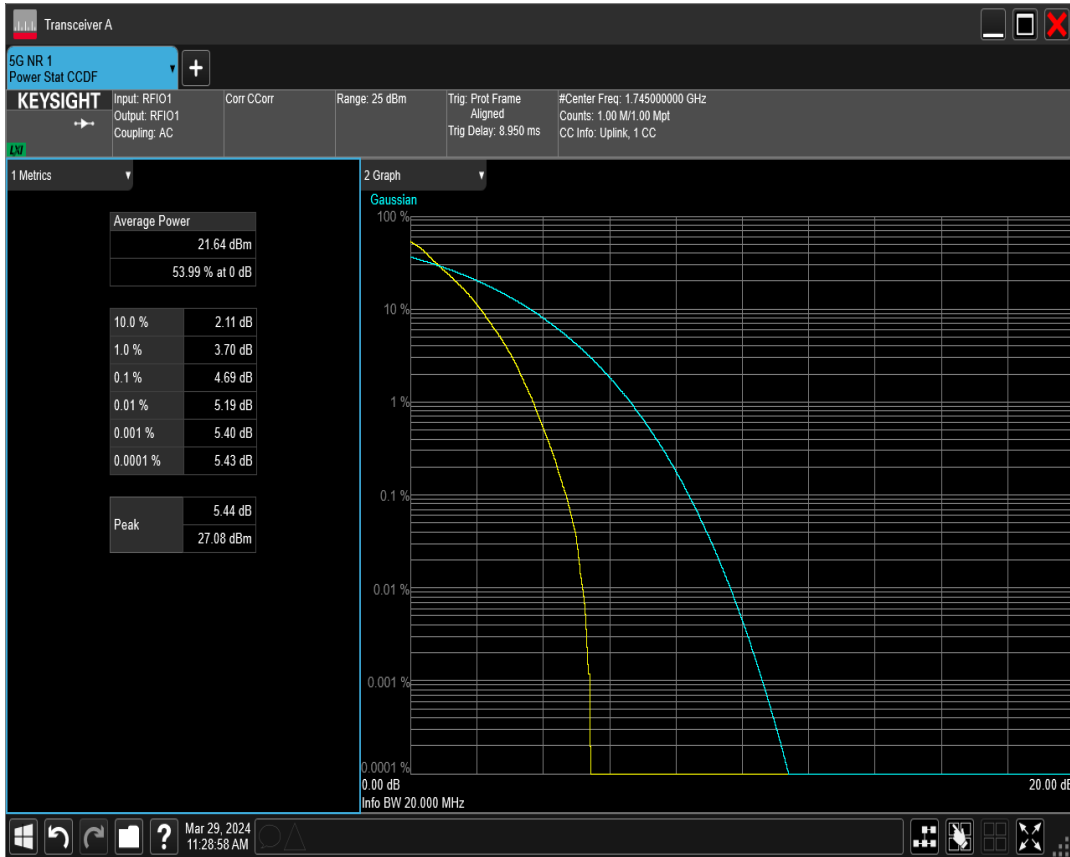 Transceiver A
5G NR 1
Power Stat CCDF
KEYSIGHT
LXI
Input: RFIO1
Output: RFIO1
Coupling: AC
Corr CCorr
Range: 25 dBm
Trig: Prot Frame
Aligned
Trig Delay: 8.950 ms
#Center Freq: 1.745000000 GHz
Counts: 1.00 M/1.00 Mpt
CC Info: Uplink, 1 CC
1 Metrics
Average Power
21.64 dBm
53.99 % at 0 dB
10.0 % 2.11 dB
1.0 % 3.70 dB
0.1 % 4.69 dB
0.01 % 5.19 dB
0.001 % 5.40 dB
0.0001 % 5.43 dB
Peak 5.44 dB
27.08 dBm
2 Graph
Gaussian
100 %
10 %
1 %
0.1 %
0.01 %
0.001 %
0.0001 %
0.00 dB 20.00 dB
Info BW 20.000 MHz
Mar 29, 2024
11:28:58 AM